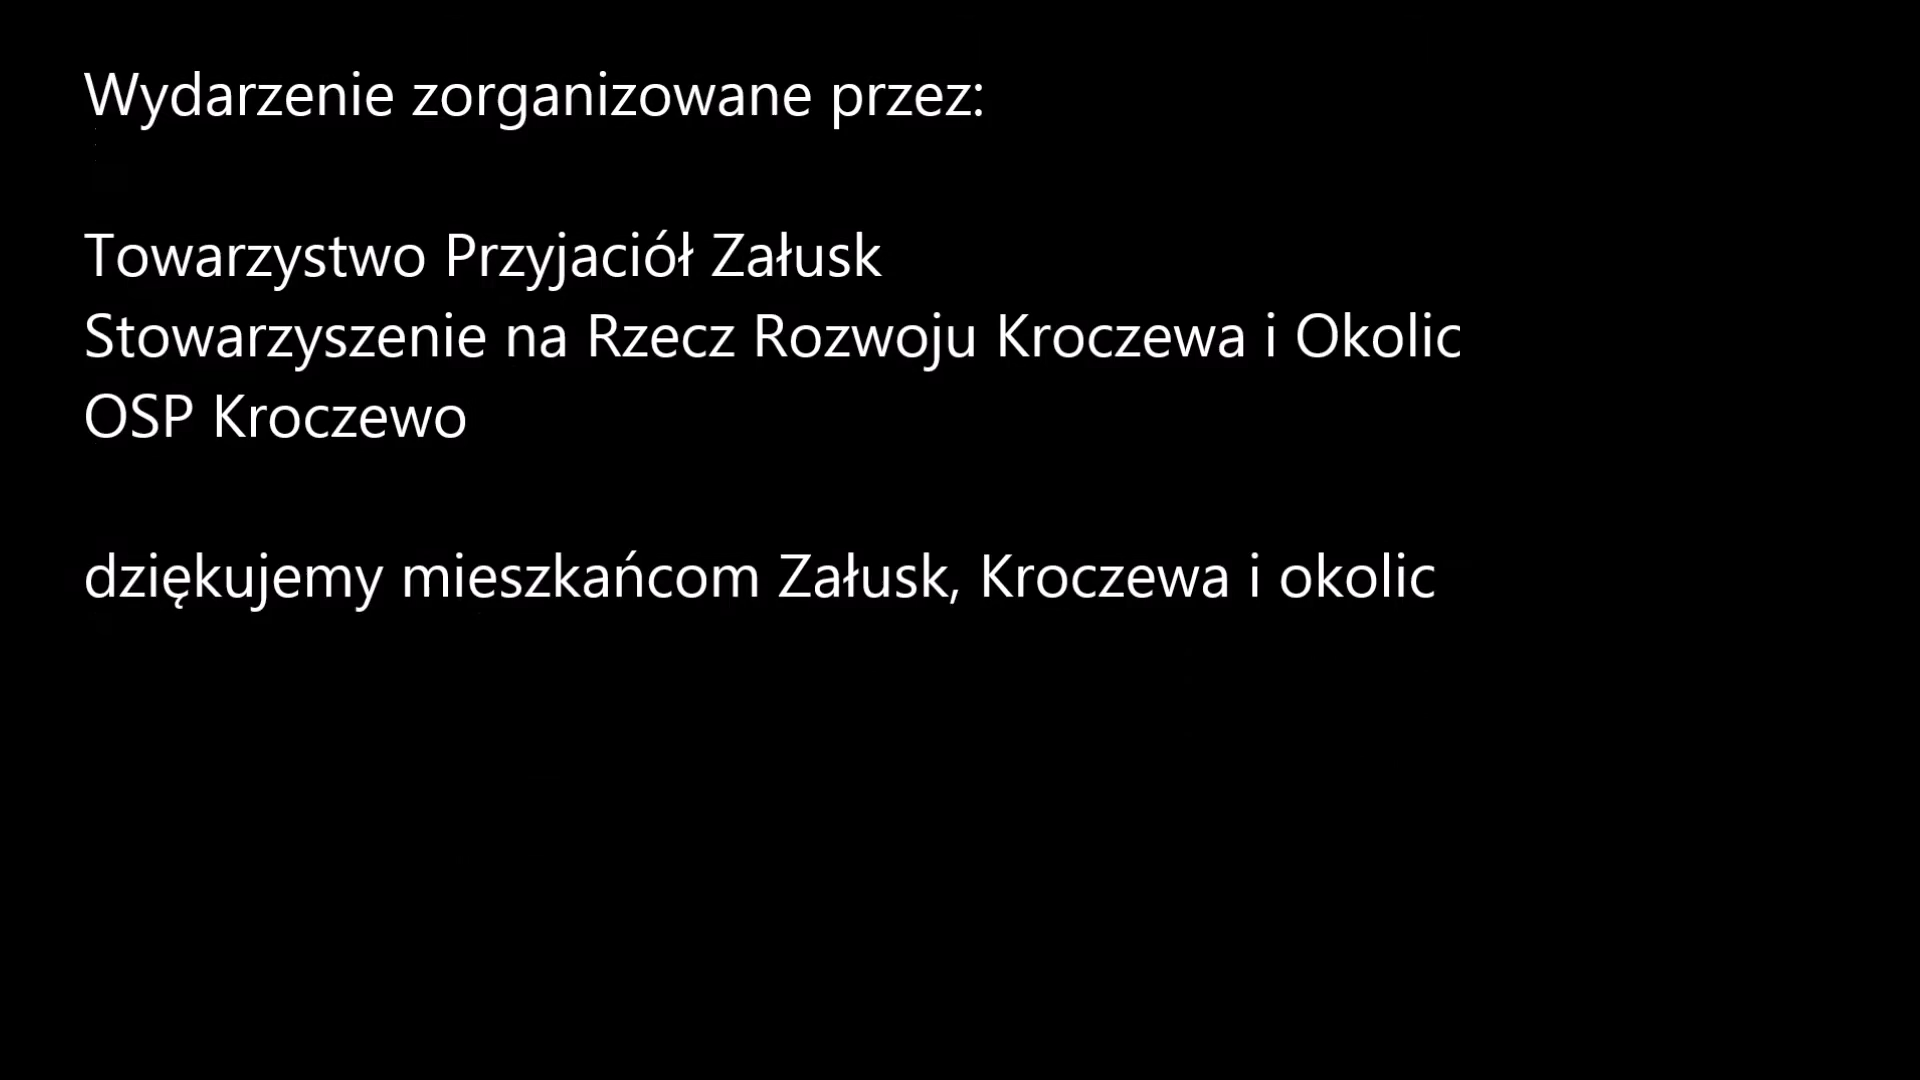 Wydarzenie zorganizowane przez:
Towarzystwo Przyjaciół Załusk
Stowarzyszenie na Rzecz Rozwoju Kroczewa i Okolic
OSP Kroczewo
dziękujemy mieszkańcom Załusk, Kroczewa i okolic